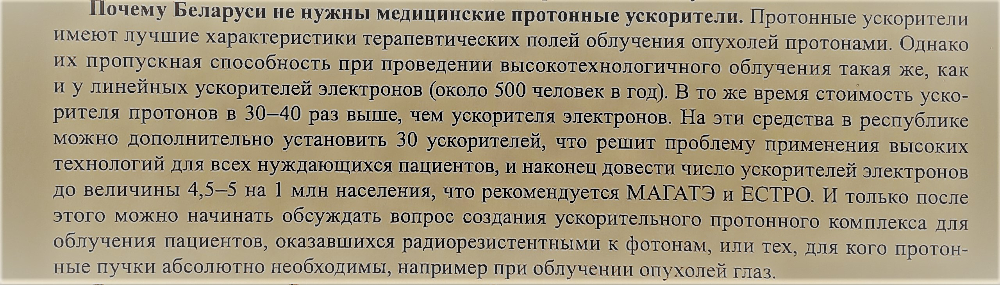 Почему Беларуси не нужны медицинские протонные ускорители. Протонные ускорители
имеют лучшие характеристики терапевтических полей облучения опухолей протонами. Однако
их пропускная способность при проведении высокотехнологичного облучения такая же, как
и у линейных ускорителей электронов (около 500 человек в год). В то же время стоимость уско-
рителя протонов в 30–40 раз выше, чем ускорителя электронов. На эти средства в республике
можно дополнительно установить 30 ускорителей, что решит проблему применения высоких
технологий для всех нуждающихся пациентов, и наконец довести число ускорителей электронов
до величины 4,5–5 на 1 млн населения, что рекомендуется МАГАТЭ и ЕСТРО. И только после
этого можно начинать обсуждать вопрос создания ускорительного протонного комплекса для
облучения пациентов, оказавшихся радиорезистентными к фотонам, или тех, для кого протон-
ные пучки абсолютно необходимы, например при облучении опухолей глаз.